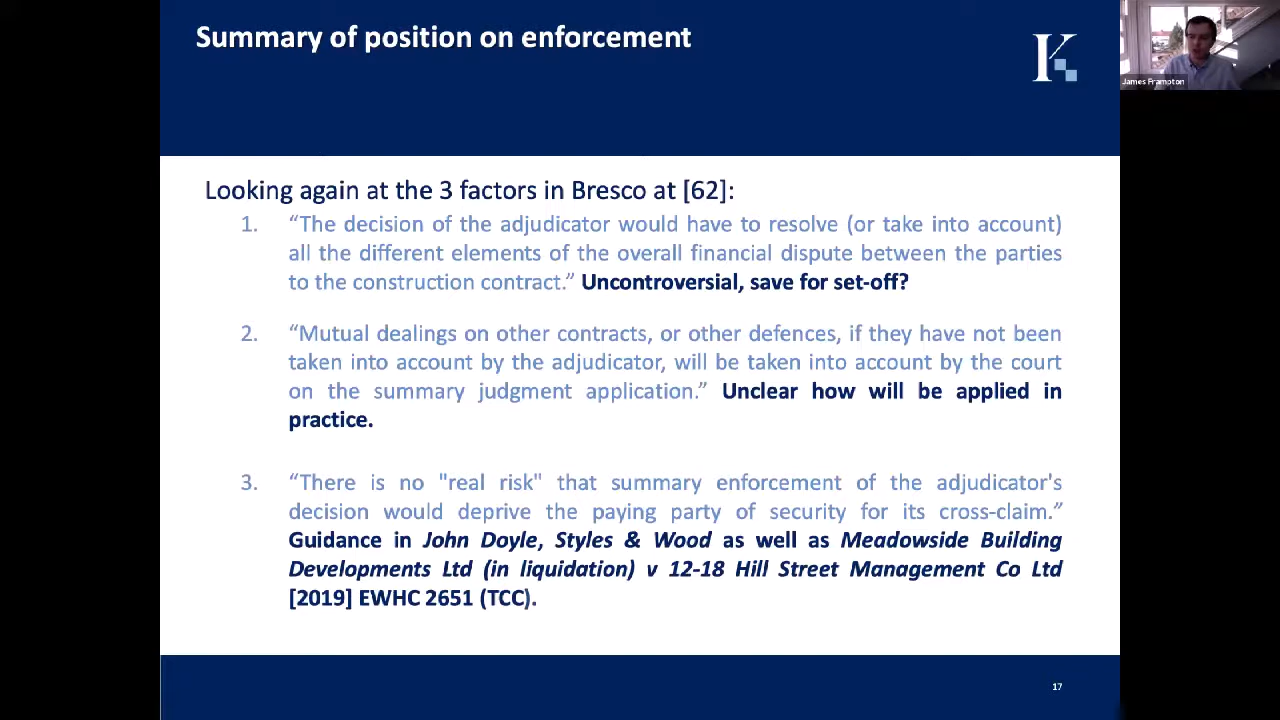 Summary of position on enforcement
K
James Frampton
Looking again at the 3 factors in Bresco at [62]:
1. “The decision of the adjudicator would have to resolve (or take into account)
all the different elements of the overall financial dispute between the parties
to the construction contract.” Uncontroversial, save for set-off?
2. “Mutual dealings on other contracts, or other defences, if they have not been
taken into account by the adjudicator, will be taken into account by the court
on the summary judgment application.” Unclear how will be applied in
practice.
3. “There is no "real risk" that summary enforcement of the adjudicator's
decision would deprive the paying party of security for its cross-claim.”
Guidance in John Doyle, Styles & Wood as well as Meadowside Building
Developments Ltd (in liquidation) v 12-18 Hill Street Management Co Ltd
[2019] EWHC 2651 (TCC).
17